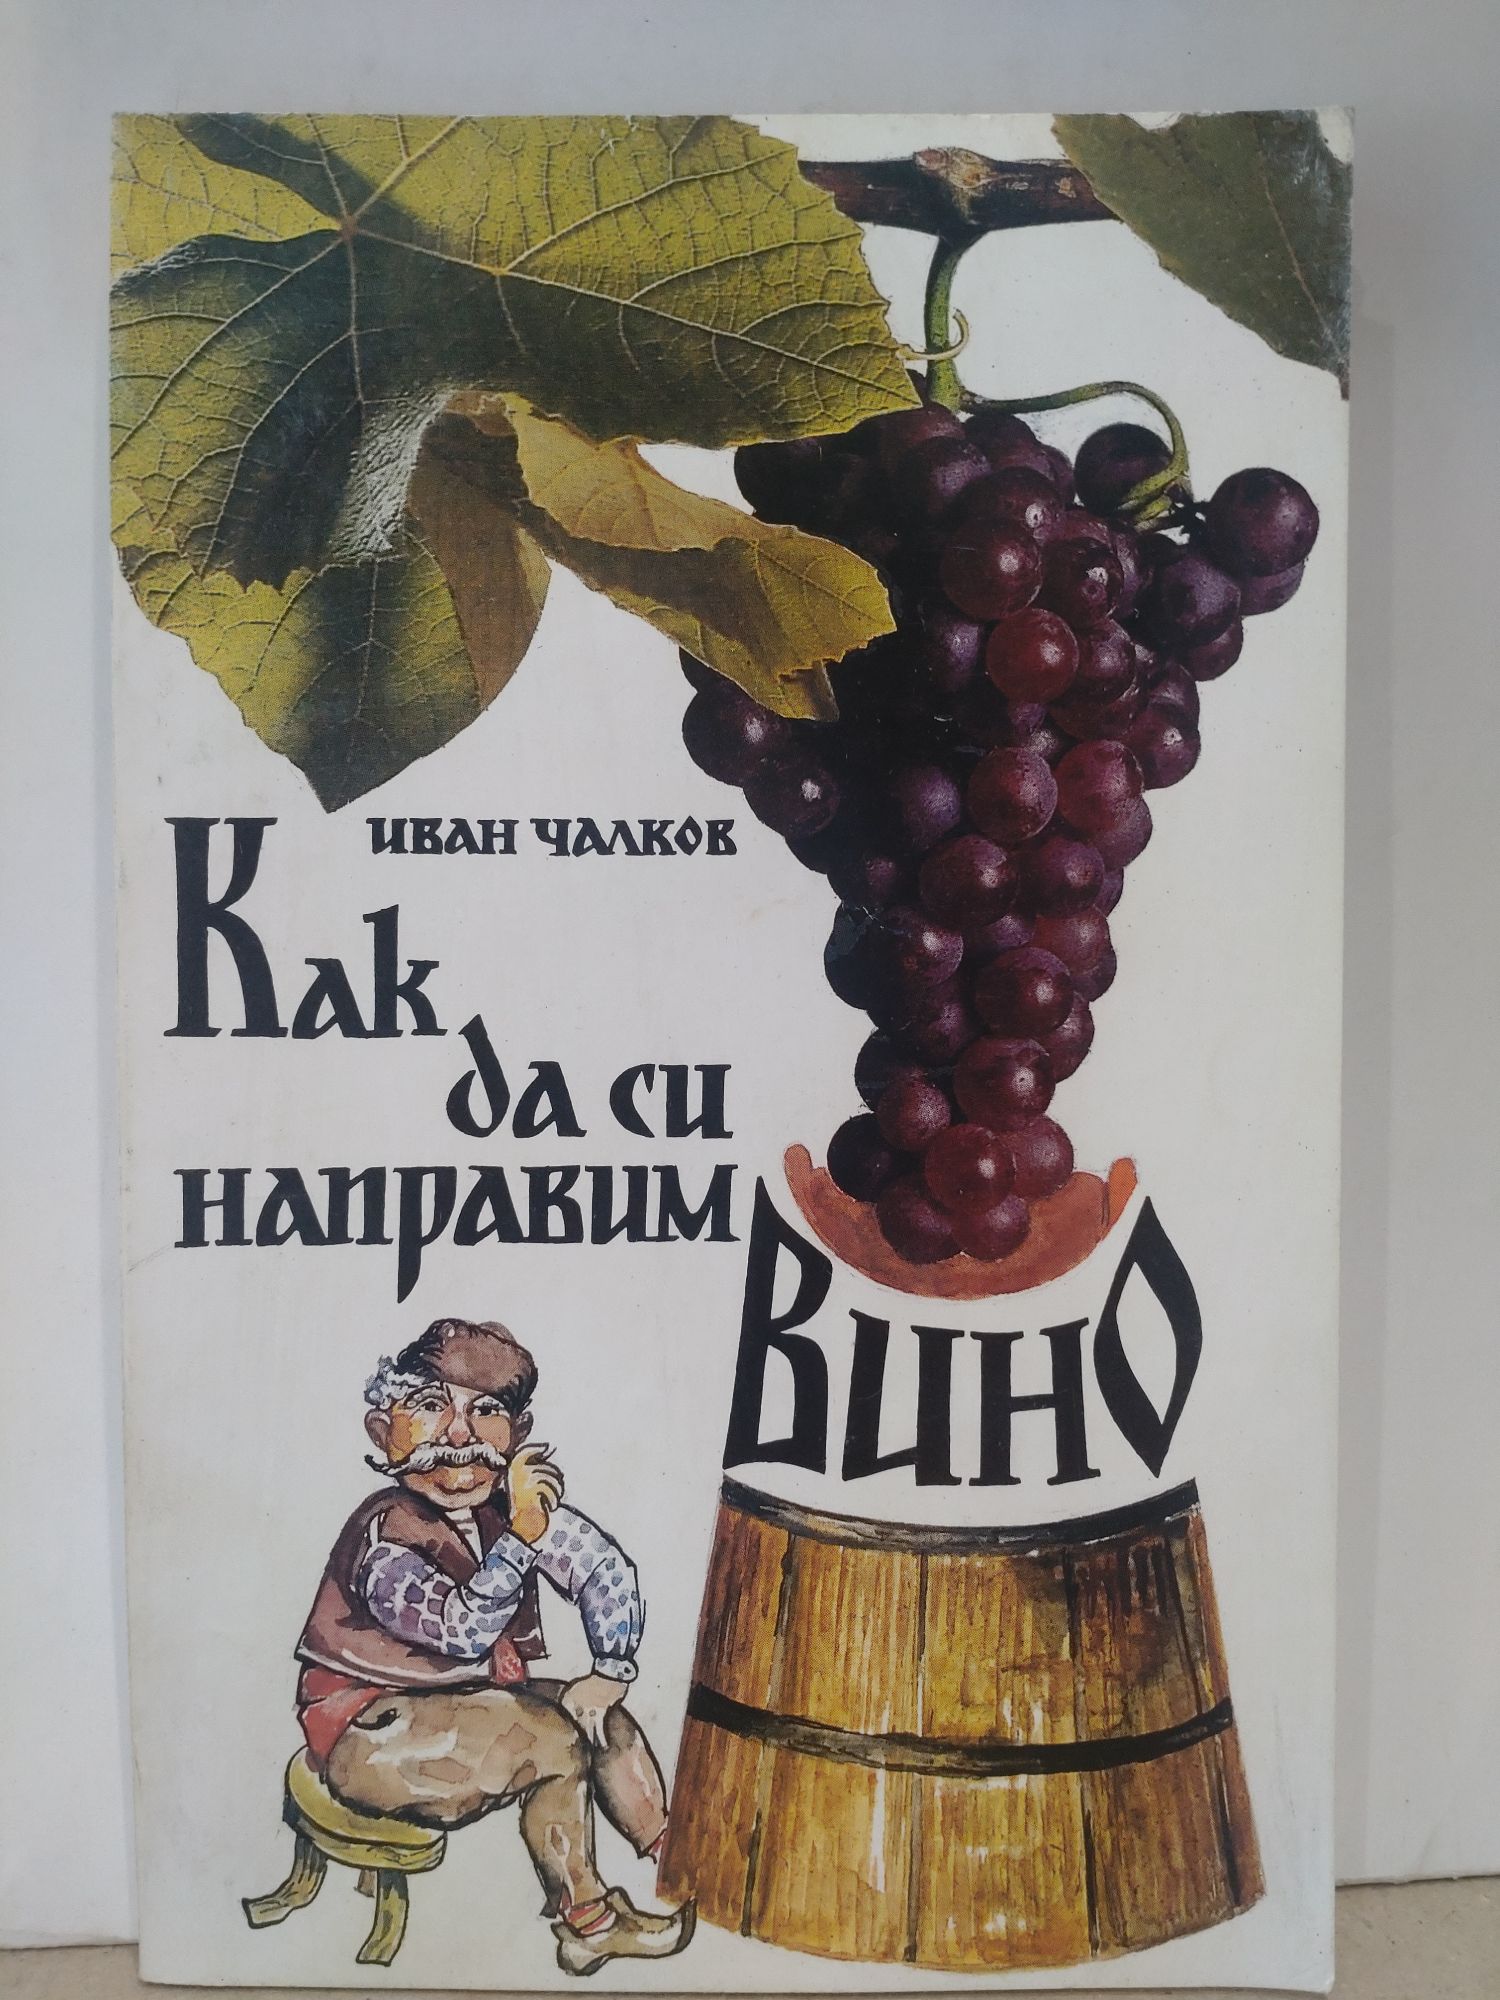 Иван Чалков
Как
да си
направим
Вино